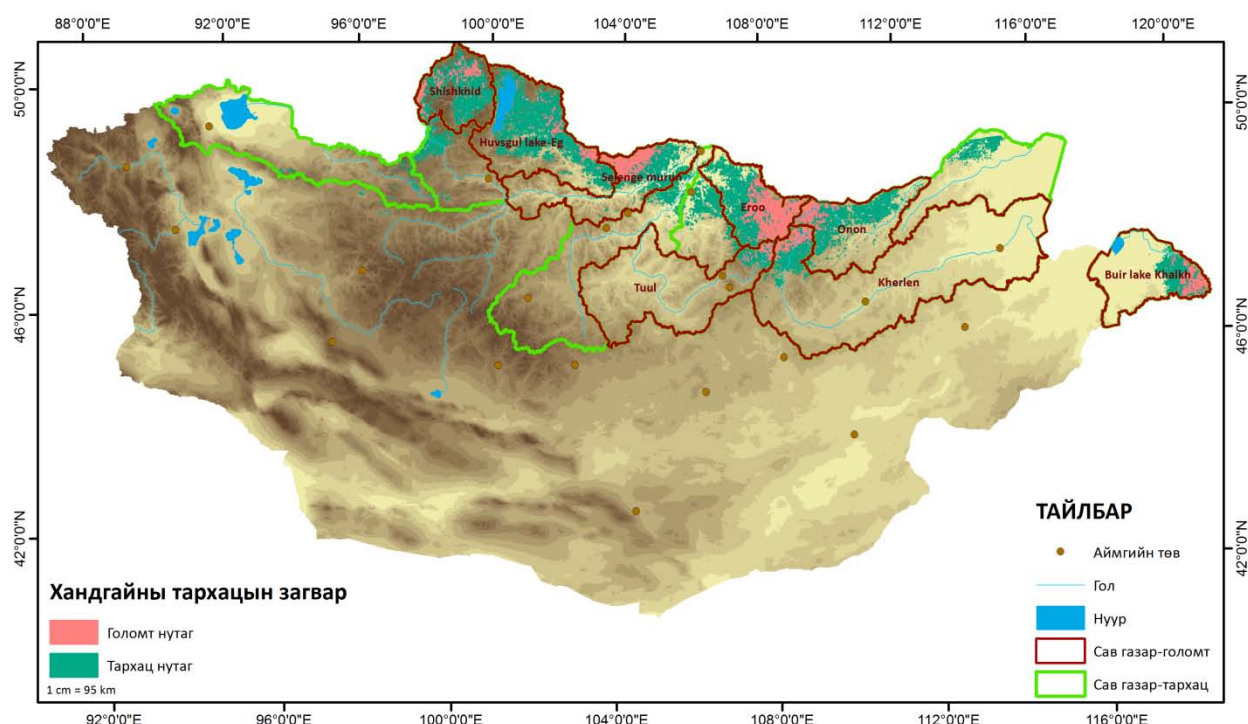 88°0'0"E 92°0'0"E 96°0'0"E 100°0'0"E 104°0'0"E 108°0'0"E 112°0'0"E 116°0'0"E 120°0'0"E
50°0'0"N
50°0'0"N
Shishkhid
Huvsgul lake-Eg
Selenge murun
Eroo
Onon
Buir lake Khalkh
Tuul
Kherlen
46°0'0"N
46°0'0"N
42°0'0"N
42°0'0"N
Хандгайны тархацын загвар
Голомт нутаг
Тархац нутаг
1 cm = 95 km
ТАЙЛБАР
Аймгийн төв
Гол
Нуур
Сав газар-голомт
Сав газар-тархац
92°0'0"E 96°0'0"E 100°0'0"E 104°0'0"E 108°0'0"E 112°0'0"E 116°0'0"E